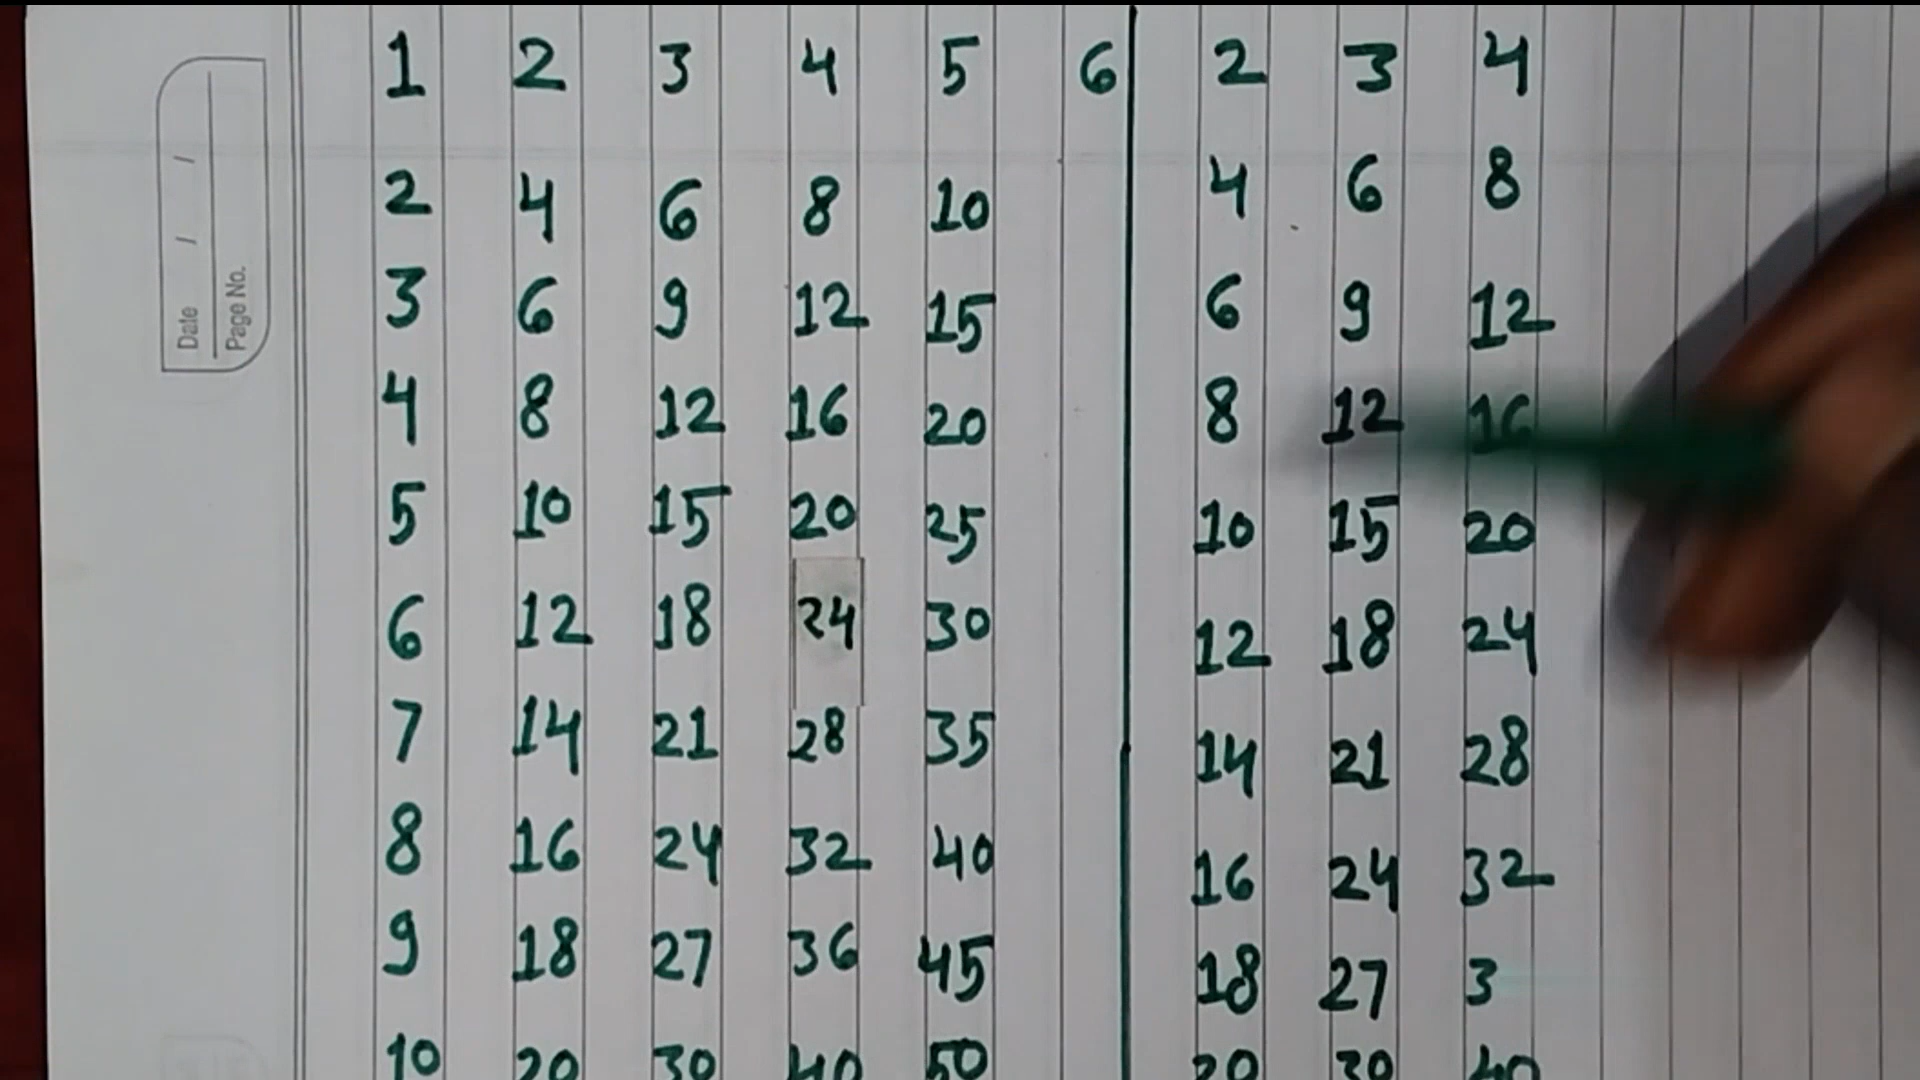 1 2 3 4 5 6 2 3 4
2 4 6 8 10 4 6 8
3 6 9 12 15 6 9 12
4 8 12 16 20 8 12 16
5 10 15 20 25 10 15 20
6 12 18 24 30 12 18 24
7 14 21 28 35 14 21 28
8 16 24 32 40 16 24 32
9 18 27 36 45 18 27 3
10 20 30 40 50 20 30 40
Date / /
Page No.